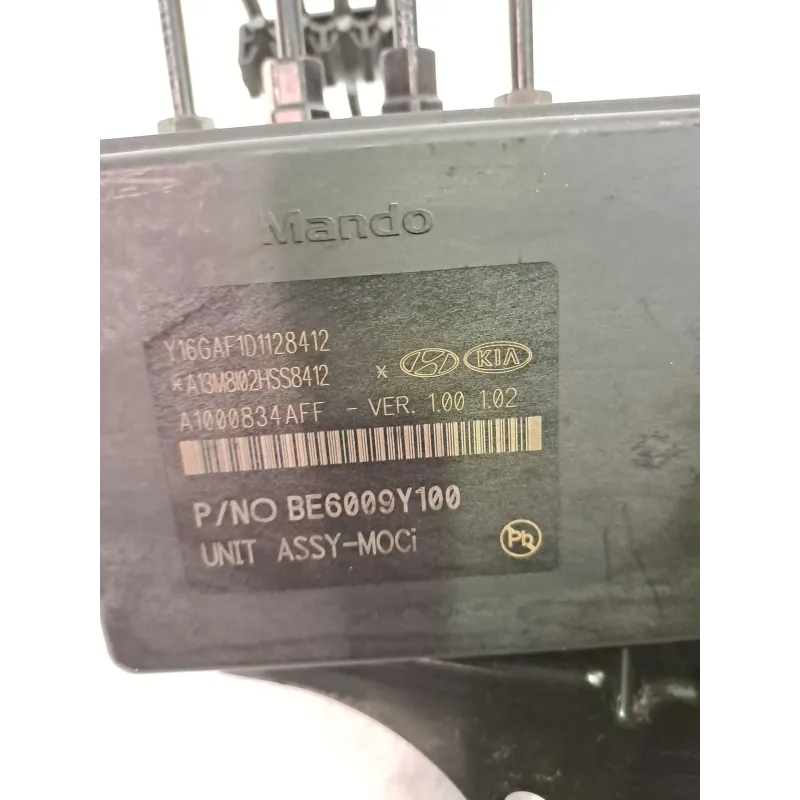 Mando
Y16GAF1D1128412
*A13M8I02HSS8412 * KIA
A1000834AFF - VER. 1.00 1.02
P/NO BE6009Y100
UNIT ASSY-MOCi
Pb